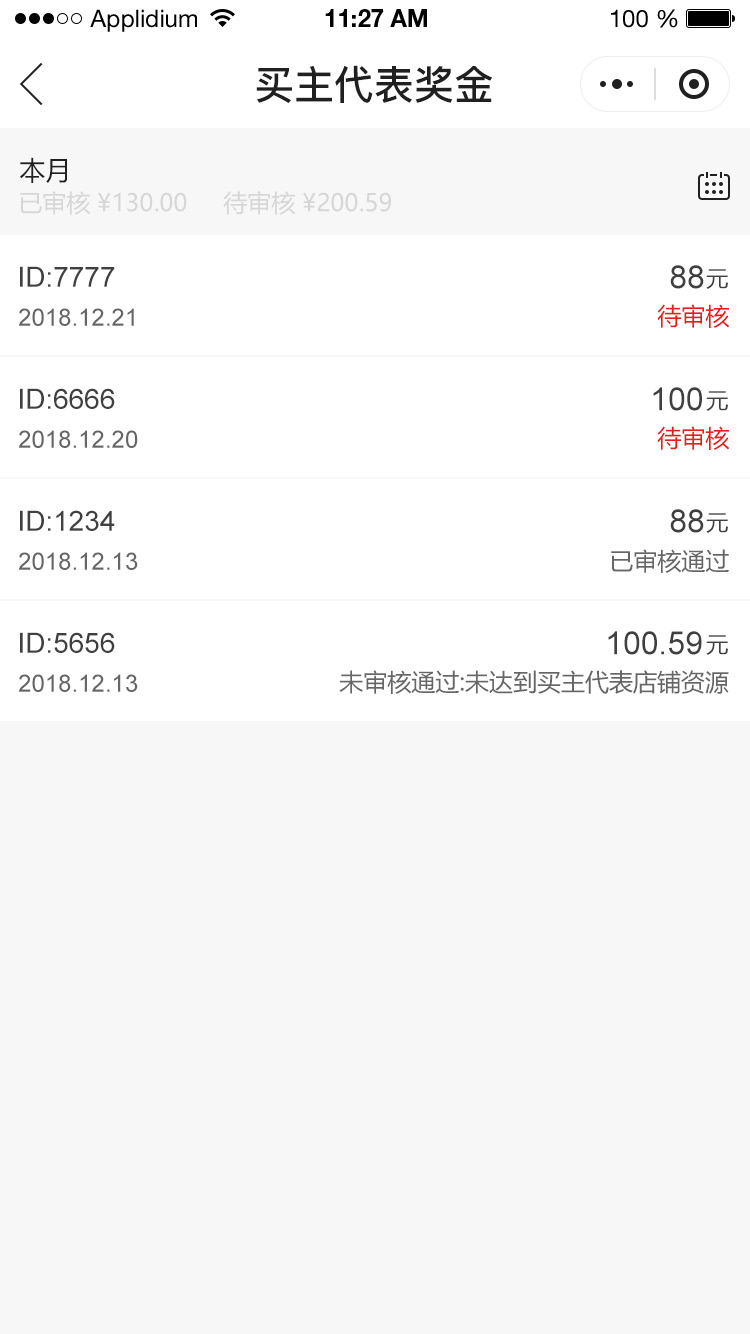 Applidium 11:27 AM 100 %
买主代表奖金
本月
已审核 ¥130.00 待审核 ¥200.59
ID:7777 88元
2018.12.21 待审核
ID:6666 100元
2018.12.20 待审核
ID:1234 88元
2018.12.13 已审核通过
ID:5656 100.59元
2018.12.13 未审核通过:未达到买主代表店铺资源